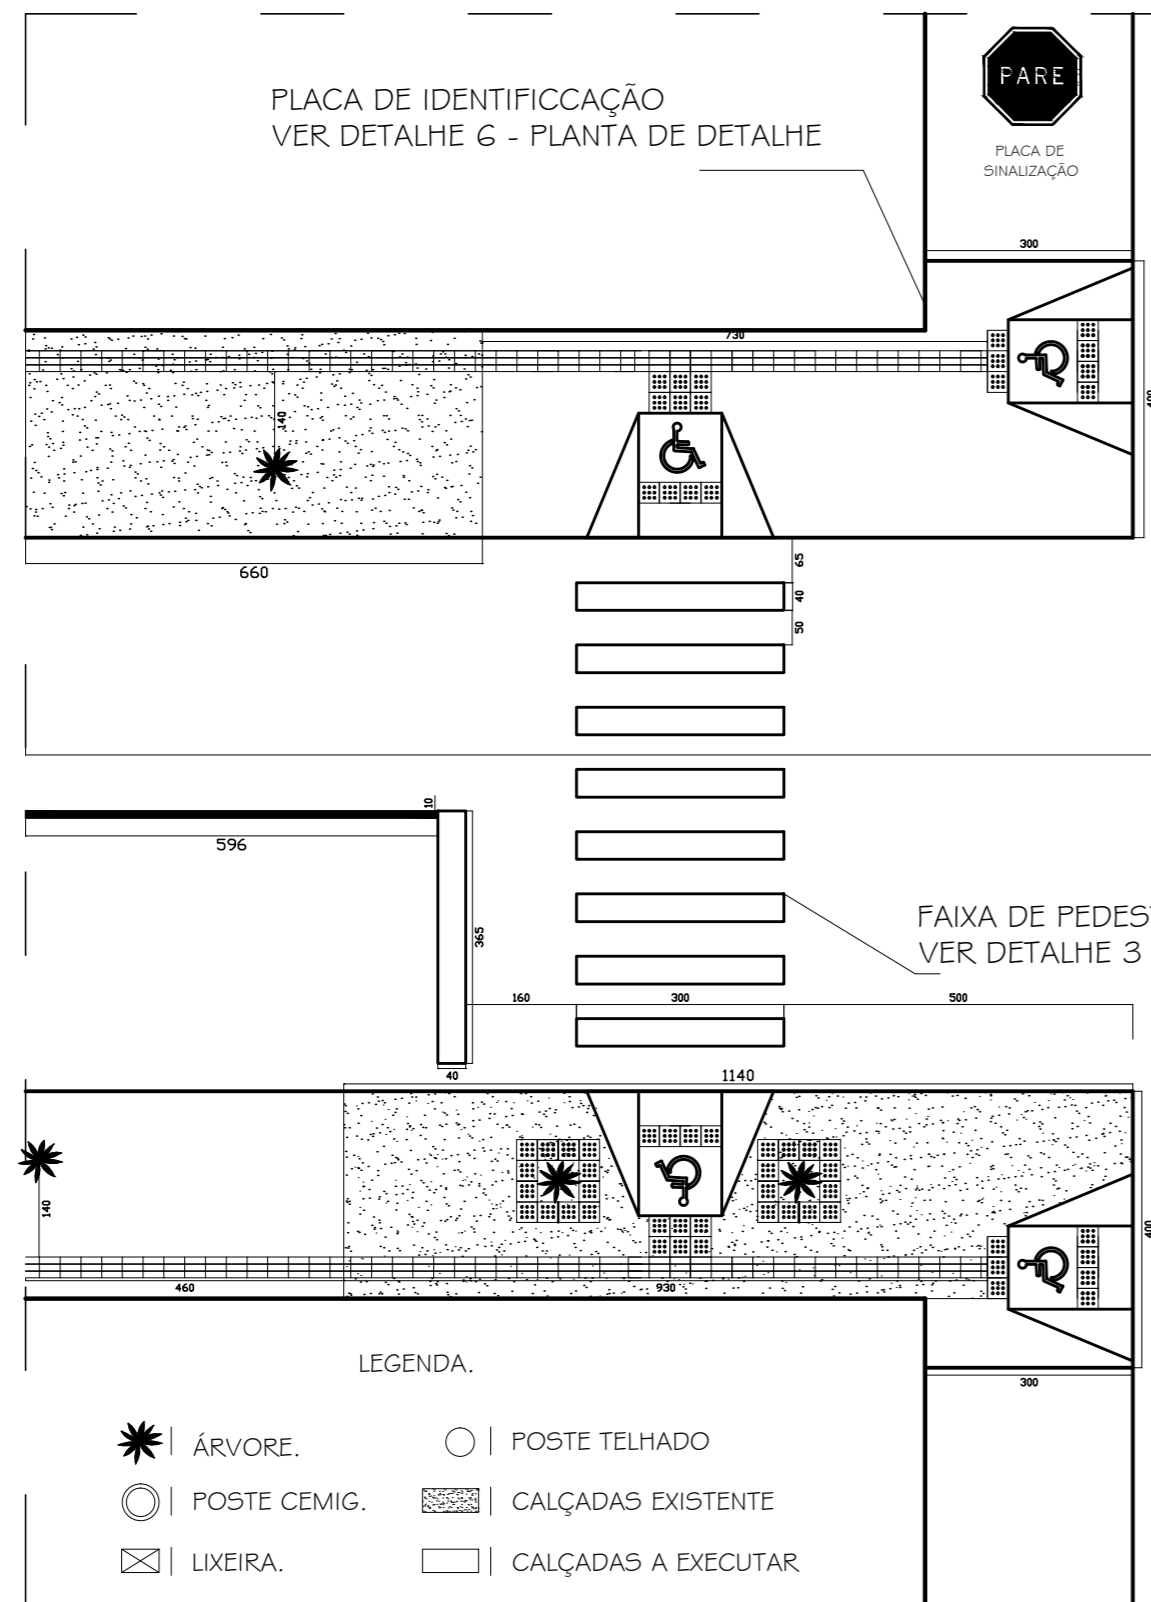 PARE
PLACA DE IDENTIFICCAÇÃO
VER DETALHE 6 - PLANTA DE DETALHE
PLACA DE
SINALIZAÇÃO
300
730
140
400
660
65
40
50
10
596
365
FAIXA DE PEDES
VER DETALHE 3
160
300
500
40
1140
140
400
460
930
300
LEGENDA.
ÁRVORE.
POSTE TELHADO
POSTE CEMIG.
CALÇADAS EXISTENTE
LIXEIRA.
CALÇADAS A EXECUTAR